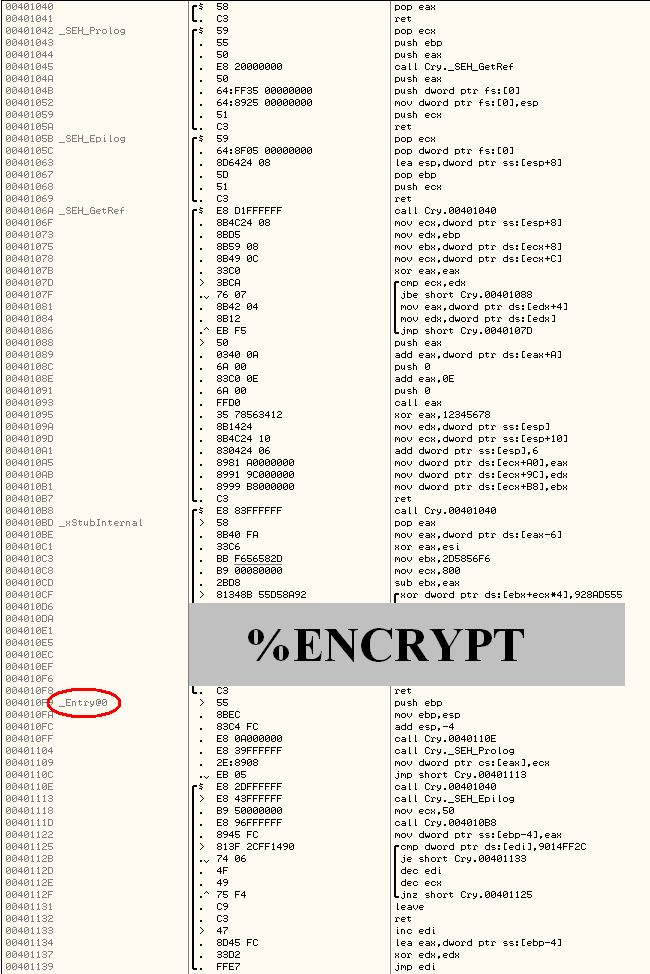 00401040 $ 58 pop eax
00401041 . C3 ret
00401042 _SEH_Prolog $ 59 pop ecx
00401043 . 55 push ebp
00401044 . 50 push eax
00401045 . E8 20000000 call Cry._SEH_GetRef
0040104A . 50 push eax
0040104B . 64:FF35 00000000 push dword ptr fs:[0]
00401052 . 64:8925 00000000 mov dword ptr fs:[0],esp
00401059 . 51 push ecx
0040105A . C3 ret
0040105B _SEH_Epilog $ 59 pop ecx
0040105C . 64:8F05 00000000 pop dword ptr fs:[0]
00401063 . 8D6424 08 lea esp,dword ptr ss:[esp+8]
00401067 . 5D pop ebp
00401068 . 51 push ecx
00401069 . C3 ret
0040106A _SEH_GetRef $ E8 D1FFFFFF call Cry.00401040
0040106F . 8B4C24 08 mov ecx,dword ptr ss:[esp+8]
00401073 . 8BD5 mov edx,ebp
00401075 . 8B59 08 mov ebx,dword ptr ds:[ecx+8]
00401078 . 8B49 0C mov ecx,dword ptr ds:[ecx+C]
0040107B . 33C0 xor eax,eax
0040107D > 3BCA cmp ecx,edx
0040107F .v 76 07 jbe short Cry.00401088
00401081 . 8B42 04 mov eax,dword ptr ds:[edx+4]
00401084 . 8B12 mov edx,dword ptr ds:[edx]
00401086 .^ EB F5 jmp short Cry.0040107D
00401088 > 50 push eax
00401089 . 0340 0A add eax,dword ptr ds:[eax+A]
0040108C . 6A 00 push 0
0040108E . 83C0 0E add eax,0E
00401091 . 6A 00 push 0
00401093 . FFD0 call eax
00401095 . 35 78563412 xor eax,12345678
0040109A . 8B1424 mov edx,dword ptr ss:[esp]
0040109D . 8B4C24 10 mov ecx,dword ptr ss:[esp+10]
004010A1 . 830424 06 add dword ptr ss:[esp],6
004010A5 . 8981 A0000000 mov dword ptr ds:[ecx+A0],eax
004010AB . 8991 9C000000 mov dword ptr ds:[ecx+9C],edx
004010B1 . 8999 B8000000 mov dword ptr ds:[ecx+B8],ebx
004010B7 . C3 ret
004010B8 $ E8 83FFFFFF call Cry.00401040
004010BD _xStubInternal > 58 pop eax
004010BE . 8B40 FA mov eax,dword ptr ds:[eax-6]
004010C1 . 33C6 xor eax,esi
004010C3 . BB F656582D mov ebx,2D5856F6
004010C8 . B9 00080000 mov ecx,800
004010CD . 2BD8 sub ebx,eax
004010CF > 81348B 55D58A92 xor dword ptr ds:[ebx+ecx*4],928AD555
004010D6
004010DA
004010E1
004010E5 %ENCRYPT
004010EC
004010EF
004010F6
004010F8 . C3 ret
004010F9 _Entry@0 > 55 push ebp
004010FA . 8BEC mov ebp,esp
004010FC . 83C4 FC add esp,-4
004010FF . E8 0A000000 call Cry.0040110E
00401104 . E8 39FFFFFF call Cry._SEH_Prolog
00401109 . 2E:8908 mov dword ptr cs:[eax],ecx
0040110C .v EB 05 jmp short Cry.00401113
0040110E $ E8 2DFFFFFF call Cry.00401040
00401113 > E8 43FFFFFF call Cry._SEH_Epilog
00401118 . B9 50000000 mov ecx,50
0040111D . E8 96FFFFFF call Cry.004010B8
00401122 . 8945 FC mov dword ptr ss:[ebp-4],eax
00401125 > 813F 2CFF1490 cmp dword ptr ds:[edi],9014FF2C
0040112B .v 74 06 je short Cry.00401133
0040112D . 4F dec edi
0040112E . 49 dec ecx
0040112F .^ 75 F4 jnz short Cry.00401125
00401131 . C9 leave
00401132 . C3 ret
00401133 > 47 inc edi
00401134 . 8D45 FC lea eax,dword ptr ss:[ebp-4]
00401137 . 33D2 xor edx,edx
00401139 . FFE7 jmp edi